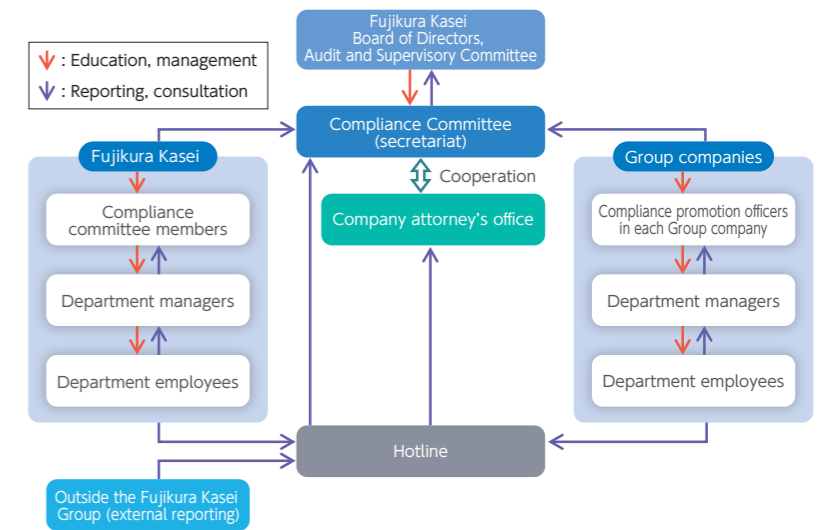 Fujikura Kasei
Board of Directors,
Audit and Supervisory Committee
: Education, management
: Reporting, consultation
Compliance Committee
(secretariat)
Fujikura Kasei
Group companies
Cooperation
Compliance
committee members
Company attorney’s office
Compliance promotion officers
in each Group company
Department managers
Department managers
Department employees
Department employees
Hotline
Outside the Fujikura Kasei
Group (external reporting)